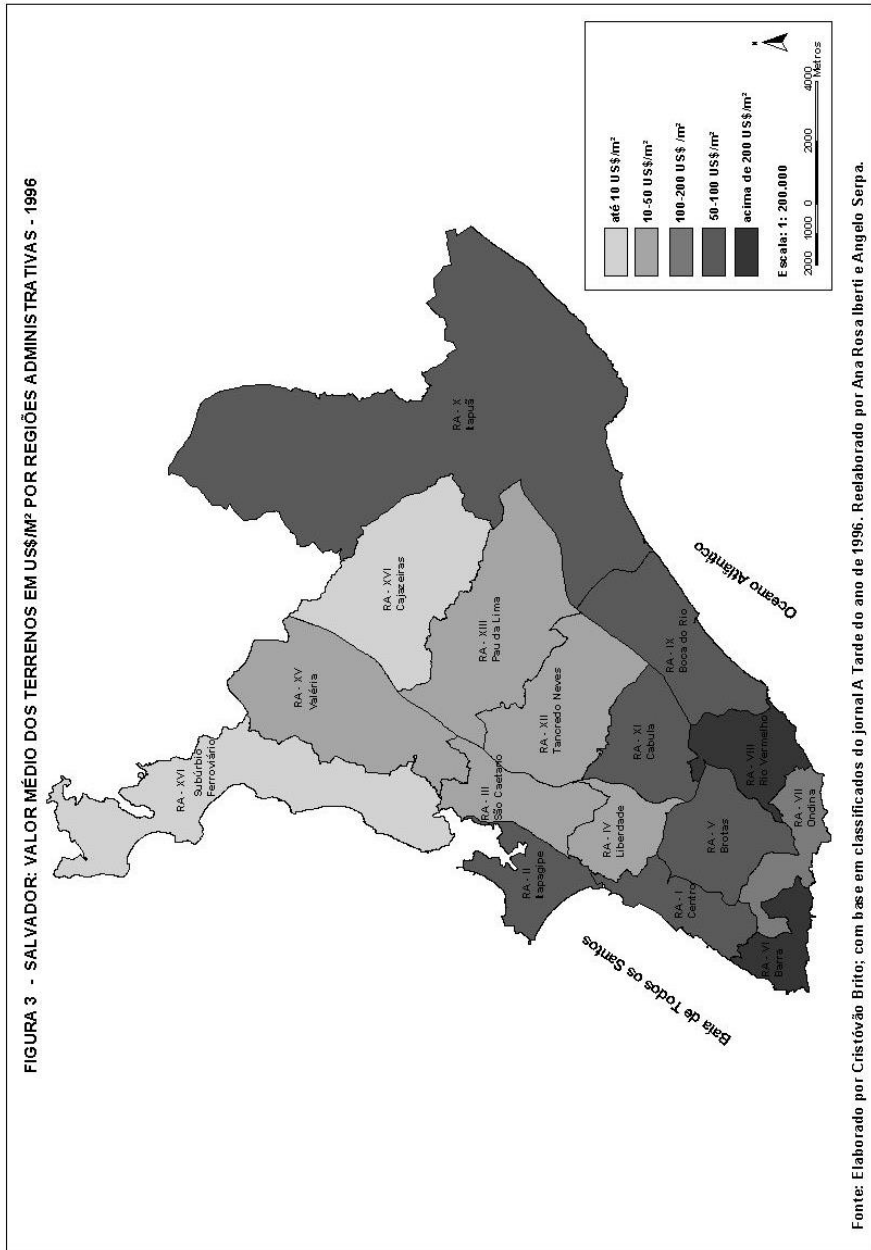 FIGURA 3 - SALVADOR: VALOR MÉDIO DOS TERRENOS EM US$/M² POR REGIÕES ADMINISTRATIVAS - 1996
RA - XVI
Subúrbio
Ferroviário
RA - XV
Valéria
RA - XVI
Cajazeiras
RA - X
Itapuã
RA - XIII
Pau da Lima
RA - III
São Caetano
RA - XII
Tancredo Neves
RA - II
Itapagipe
RA - IV
Liberdade
RA - XI
Cabula
RA - IX
Boca do Rio
RA - I
Centro
RA - V
Brotas
RA - VIII
Rio Vermelho
RA - VI
Barra
RA - VII
Ondina
Baía de Todos os Santos
Oceano Atlântico
até 10 US$/m²
10-50 US$/m²
100-200 US$ /m²
50-100 US$/m²
acima de 200 US$/m²
Escala: 1: 200.000
2000 1000 0 2000 4000
Metros
Fonte: Elaborado por Cristóvão Brito; com base em classificados do jornal A Tarde do ano de 1996. Reelaborado por Ana Rosa Iberti e Angelo Serpa.